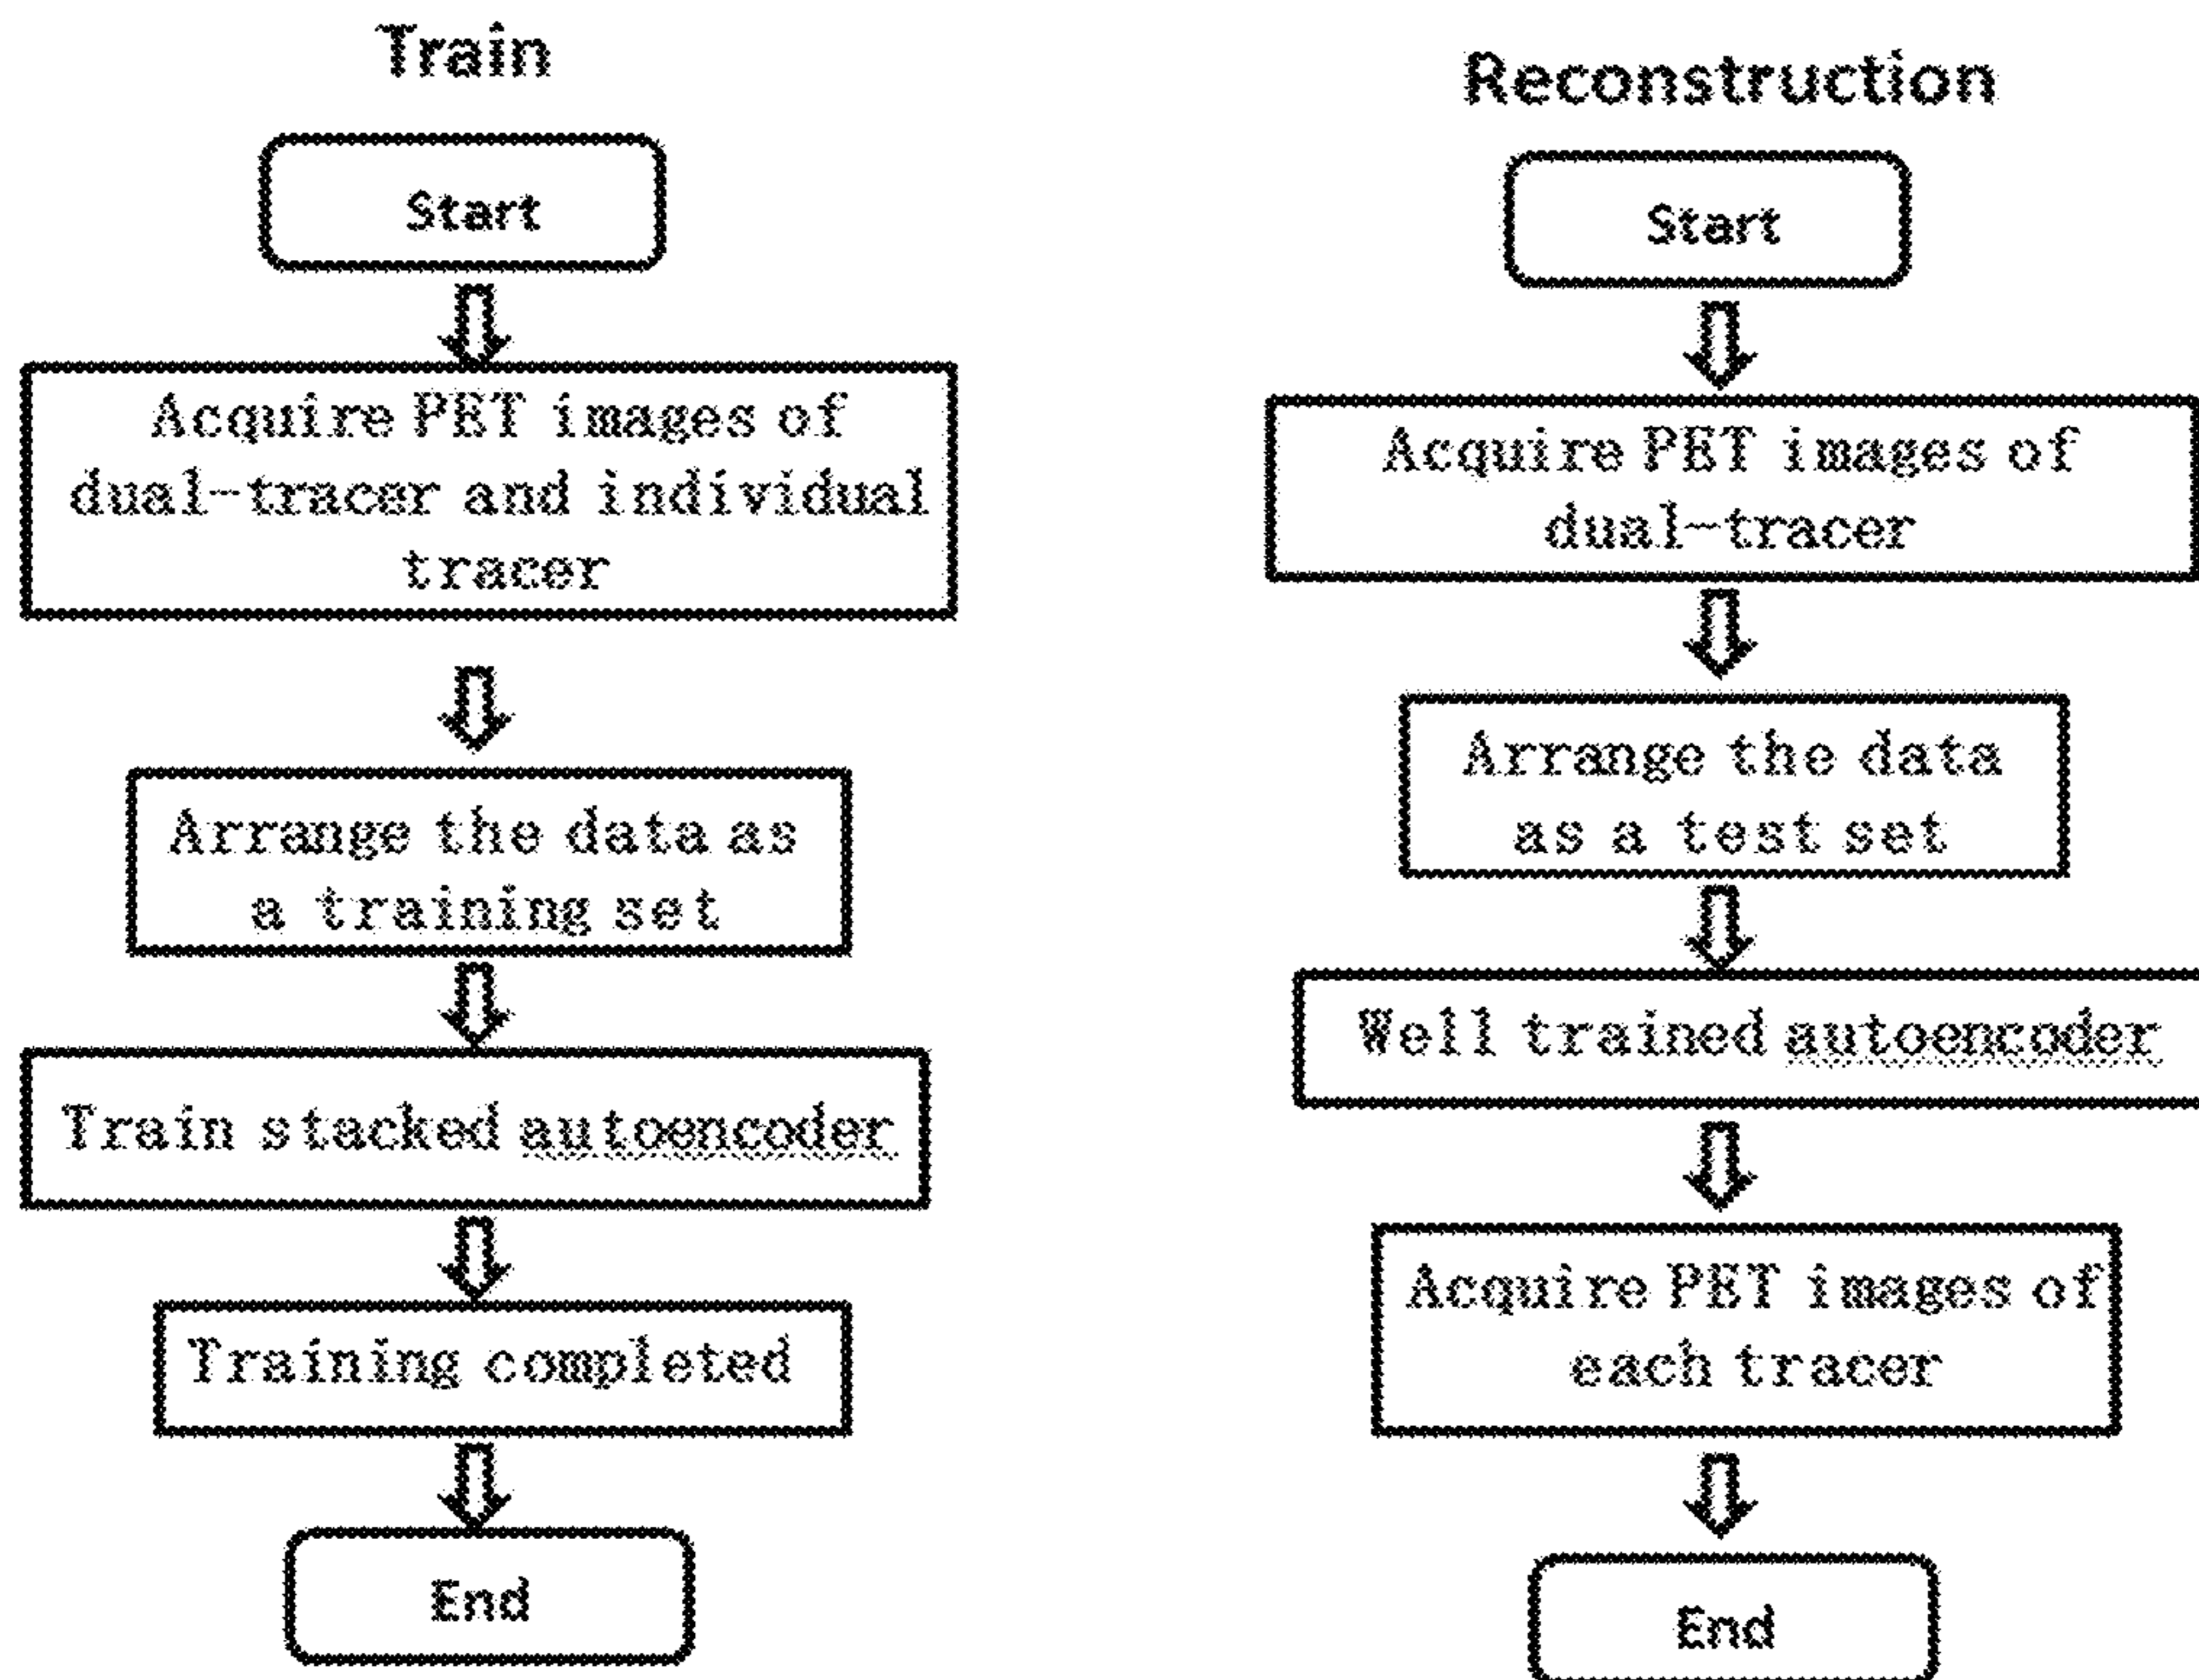 Train
Start
Acquire PET images of
dual-tracer and individual
tracer
Arrange the data as
a training set
Train stacked autoencoder
Training completed
End
Reconstruction
Start
Acquire PET images of
dual-tracer
Arrange the data
as a test set
Well trained autoencoder
Acquire PET images of
each tracer
End